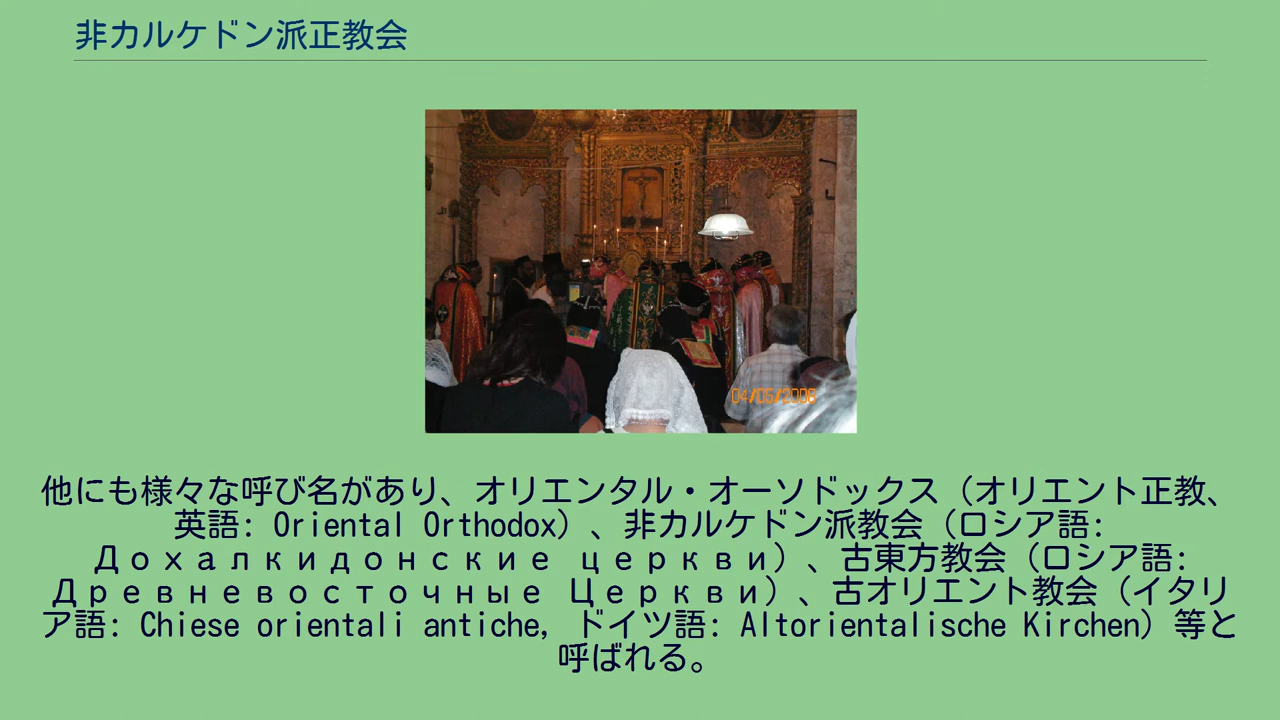 非カルケドン派正教会
04/05/2008
他にも様々な呼び名があり、オリエンタル・オーソドックス（オリエント正教、
英語: Oriental Orthodox）、非カルケドン派教会（ロシア語:
Дохалкидонские церкви）、古東方教会（ロシア語:
Древневосточные Церкви）、古オリエント教会（イタリ
ア語: Chiese orientali antiche, ドイツ語: Altorientalische Kirchen）等と
呼ばれる。